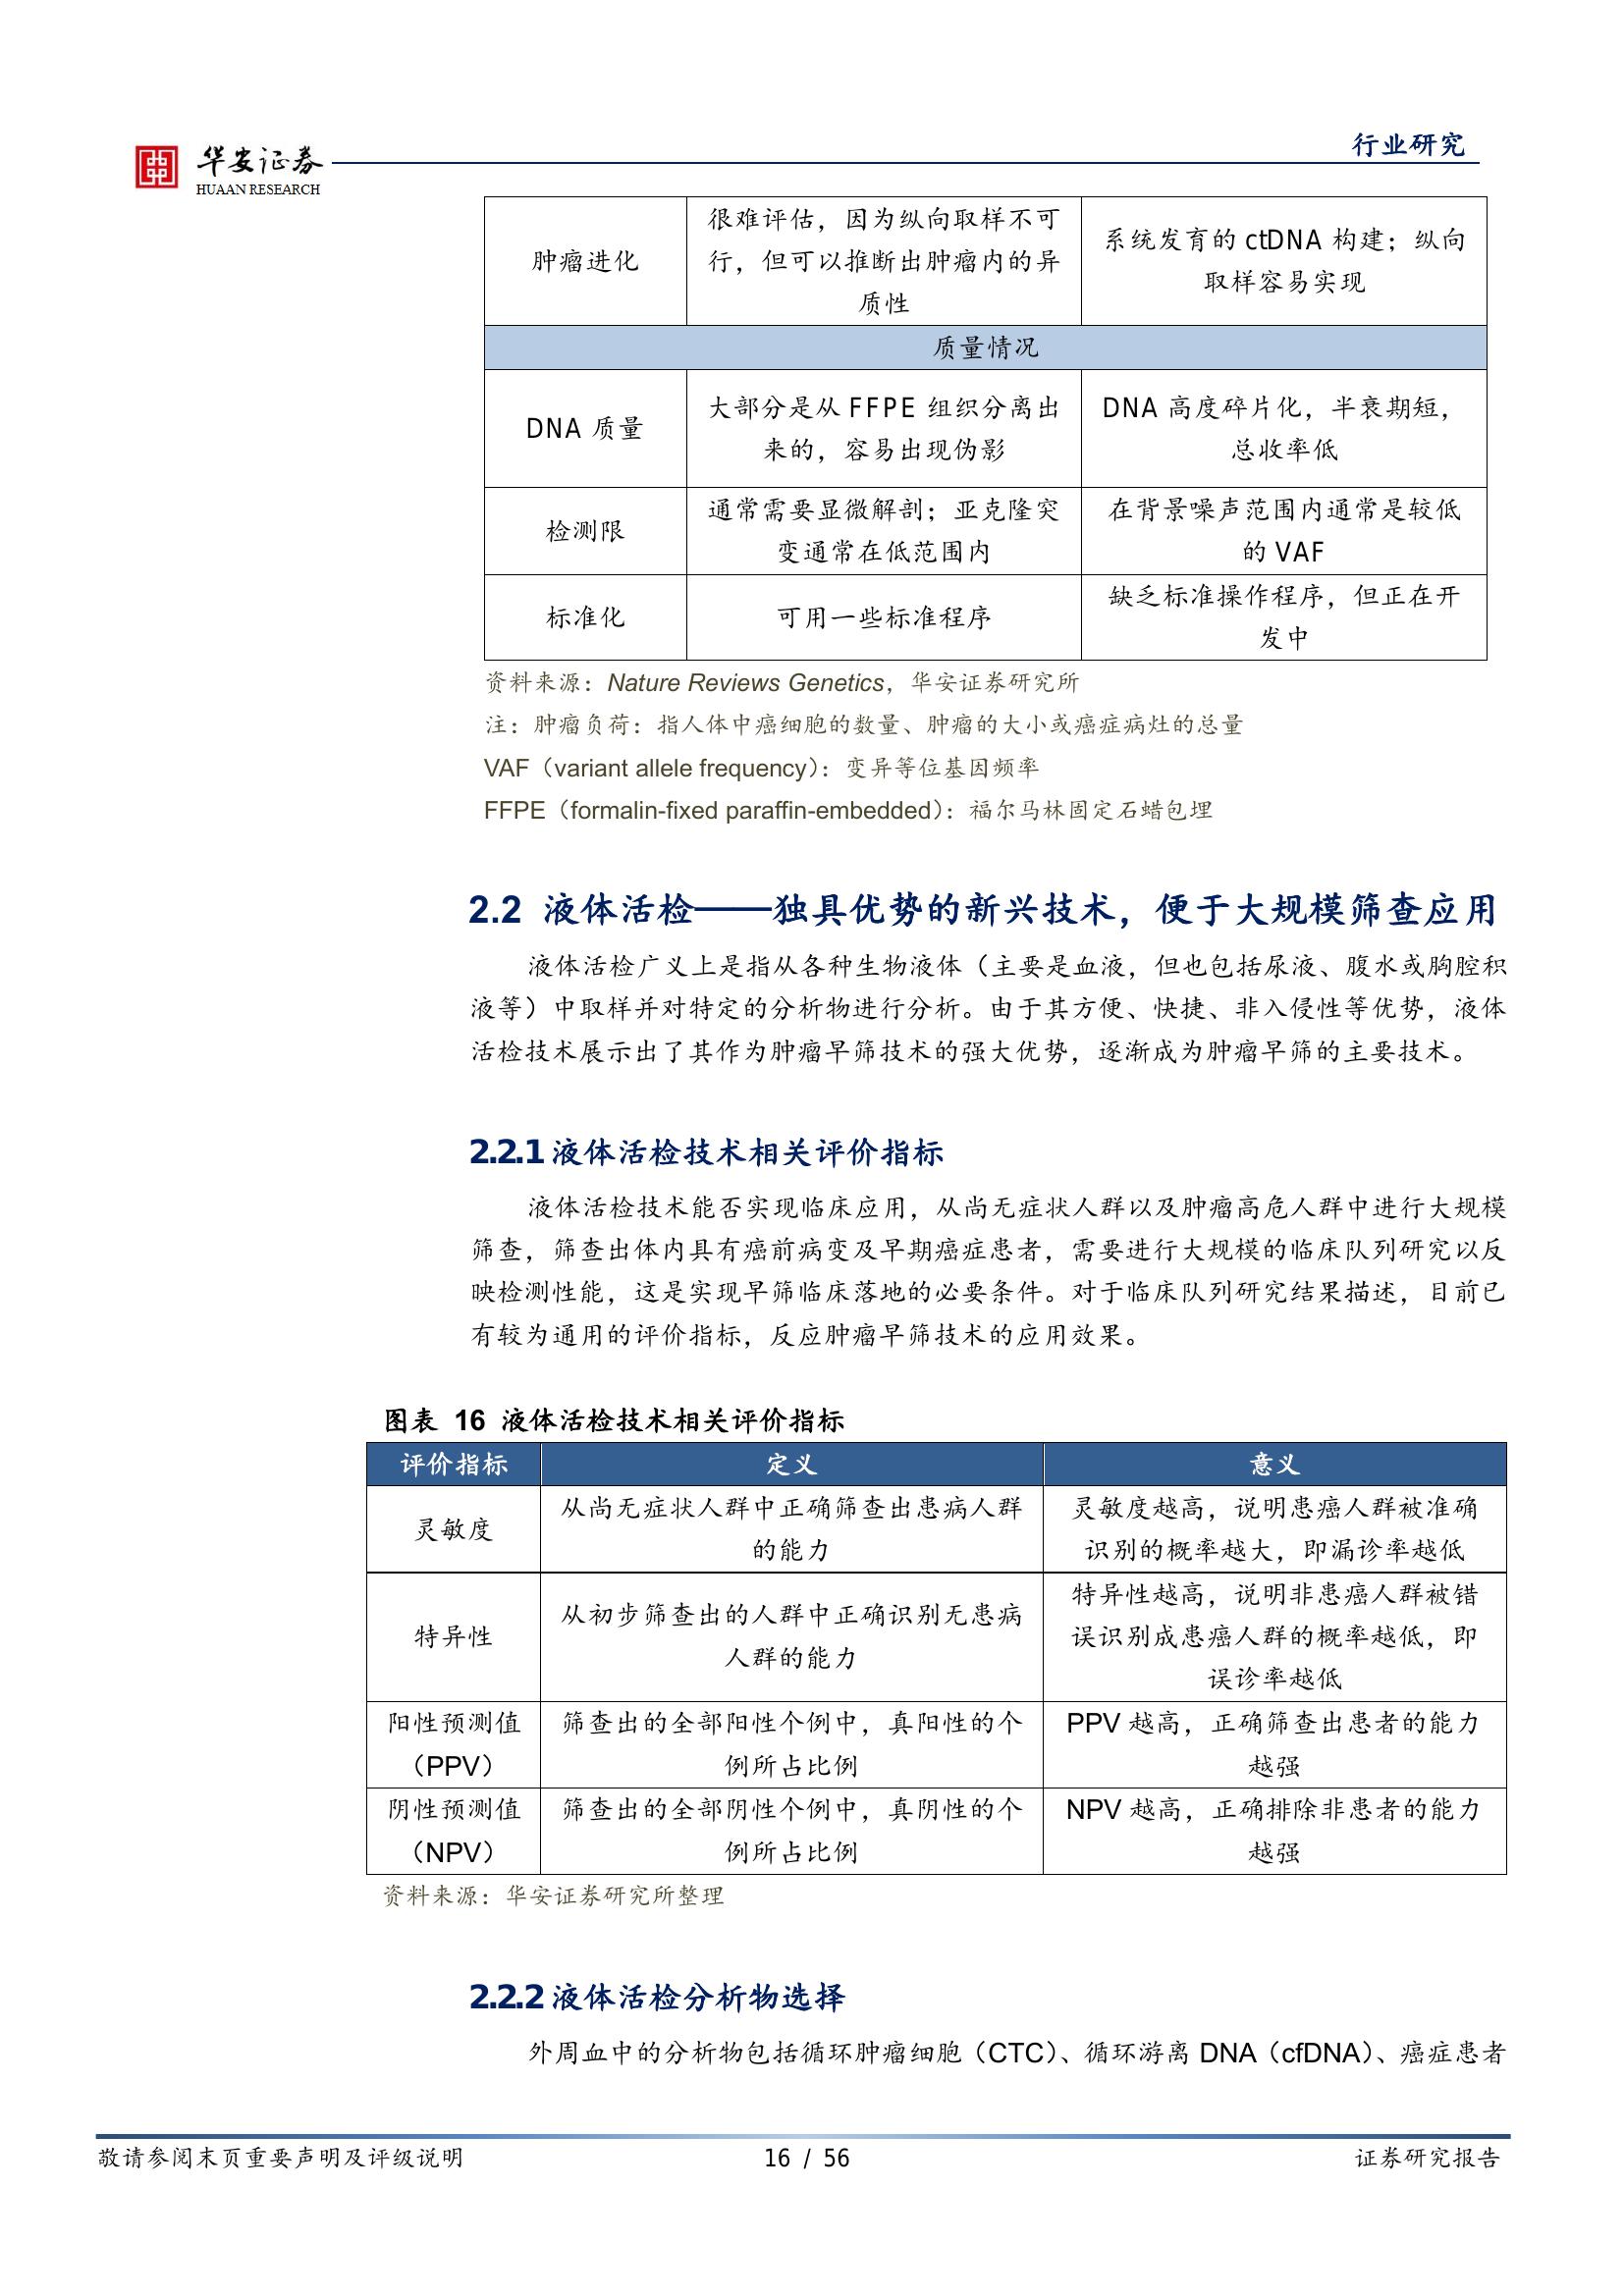 华安证券
HUAAN RESEARCH
行业研究
肿瘤进化
很难评估，因为纵向取样不可
行，但可以推断出肿瘤内的异
质性
系统发育的 ctDNA 构建；纵向
取样容易实现
质量情况
DNA 质量
大部分是从 FFPE 组织分离出
来的，容易出现伪影
DNA 高度碎片化，半衰期短，
总收率低
检测限
通常需要显微解剖；亚克隆突
变通常在低范围内
在背景噪声范围内通常是较低
的 VAF
标准化
可用一些标准程序
缺乏标准操作程序，但正在开
发中
资料来源：Nature Reviews Genetics，华安证券研究所
注：肿瘤负荷：指人体中癌细胞的数量、肿瘤的大小或癌症病灶的总量
VAF（variant allele frequency）：变异等位基因频率
FFPE（formalin-fixed paraffin-embedded）：福尔马林固定石蜡包埋
2.2 液体活检——独具优势的新兴技术，便于大规模筛查应用
液体活检广义上是指从各种生物液体（主要是血液，但也包括尿液、腹水或胸腔积
液等）中取样并对特定的分析物进行分析。由于其方便、快捷、非入侵性等优势，液体
活检技术展示出了其作为肿瘤早筛技术的强大优势，逐渐成为肿瘤早筛的主要技术。
2.2.1 液体活检技术相关评价指标
液体活检技术能否实现临床应用，从尚无症状人群以及肿瘤高危人群中进行大规模
筛查，筛查出体内具有癌前病变及早期癌症患者，需要进行大规模的临床队列研究以反
映检测性能，这是实现早筛临床落地的必要条件。对于临床队列研究结果描述，目前已
有较为通用的评价指标，反应肿瘤早筛技术的应用效果。
图表 16 液体活检技术相关评价指标
评价指标
定义
意义
灵敏度
从尚无症状人群中正确筛查出患病人群
的能力
灵敏度越高，说明患癌人群被准确
识别的概率越大，即漏诊率越低
特异性
从初步筛查出的人群中正确识别无患病
人群的能力
特异性越高，说明非患癌人群被错
误识别成患癌人群的概率越低，即
误诊率越低
阳性预测值
（PPV）
筛查出的全部阳性个例中，真阳性的个
例所占比例
PPV 越高，正确筛查出患者的能力
越强
阴性预测值
（NPV）
筛查出的全部阴性个例中，真阴性的个
例所占比例
NPV 越高，正确排除非患者的能力
越强
资料来源：华安证券研究所整理
2.2.2 液体活检分析物选择
外周血中的分析物包括循环肿瘤细胞（CTC）、循环游离 DNA（cfDNA）、癌症患者
敬请参阅末页重要声明及评级说明
16 / 56
证券研究报告